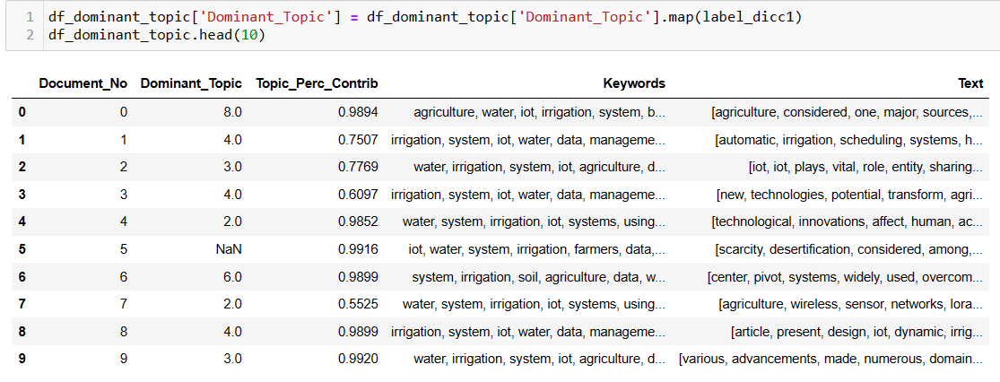 1 df_dominant_topic['Dominant_Topic'] = df_dominant_topic['Dominant_Topic'].map(label_dicc1)
2 df_dominant_topic.head(10)
Document_No Dominant_Topic Topic_Perc_Contrib Keywords Text
0 0 8.0 0.9894 agriculture, water, iot, irrigation, system, b... [agriculture, considered, one, major, sources,...
1 1 4.0 0.7507 irrigation, system, iot, water, data, manageme... [automatic, irrigation, scheduling, systems, h...
2 2 3.0 0.7769 water, irrigation, system, iot, agriculture, d... [iot, iot, plays, vital, role, entity, sharing...
3 3 4.0 0.6097 irrigation, system, iot, water, data, manageme... [new, technologies, potential, transform, agri...
4 4 2.0 0.9852 water, system, irrigation, iot, systems, using... [technological, innovations, affect, human, ac...
5 5 NaN 0.9916 iot, water, system, irrigation, farmers, data,... [scarcity, desertification, considered, among,...
6 6 6.0 0.9899 system, irrigation, soil, agriculture, data, w... [center, pivot, systems, widely, used, overcom...
7 7 2.0 0.5525 water, system, irrigation, iot, systems, using... [agriculture, wireless, sensor, networks, lora...
8 8 4.0 0.9899 irrigation, system, iot, water, data, manageme... [article, present, design, iot, dynamic, irrig...
9 9 3.0 0.9920 water, irrigation, system, iot, agriculture, d... [various, advancements, made, numerous, domain...